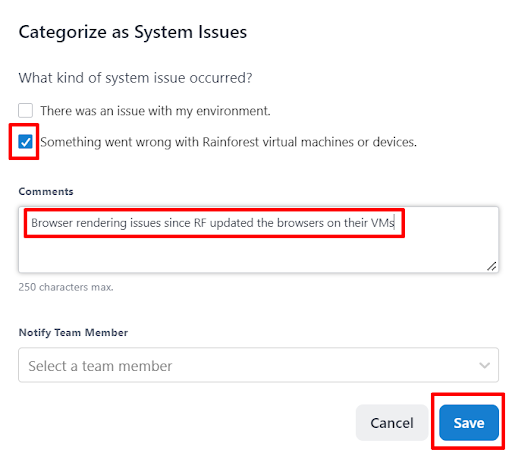 Categorize as System Issues
What kind of system issue occurred?
There was an issue with my environment.
Something went wrong with Rainforest virtual machines or devices.
Comments
Browser rendering issues since RF updated the browsers on their VMs
250 characters max.
Notify Team Member
Select a team member
Cancel Save